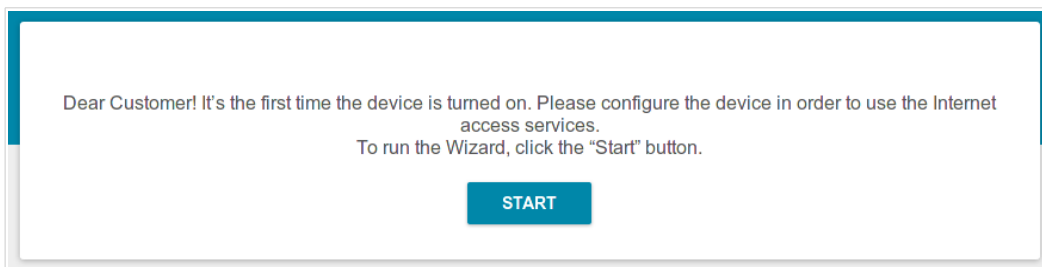 Dear Customer! It’s the first time the device is turned on. Please configure the device in order to use the Internet
access services.
To run the Wizard, click the “Start” button.
START